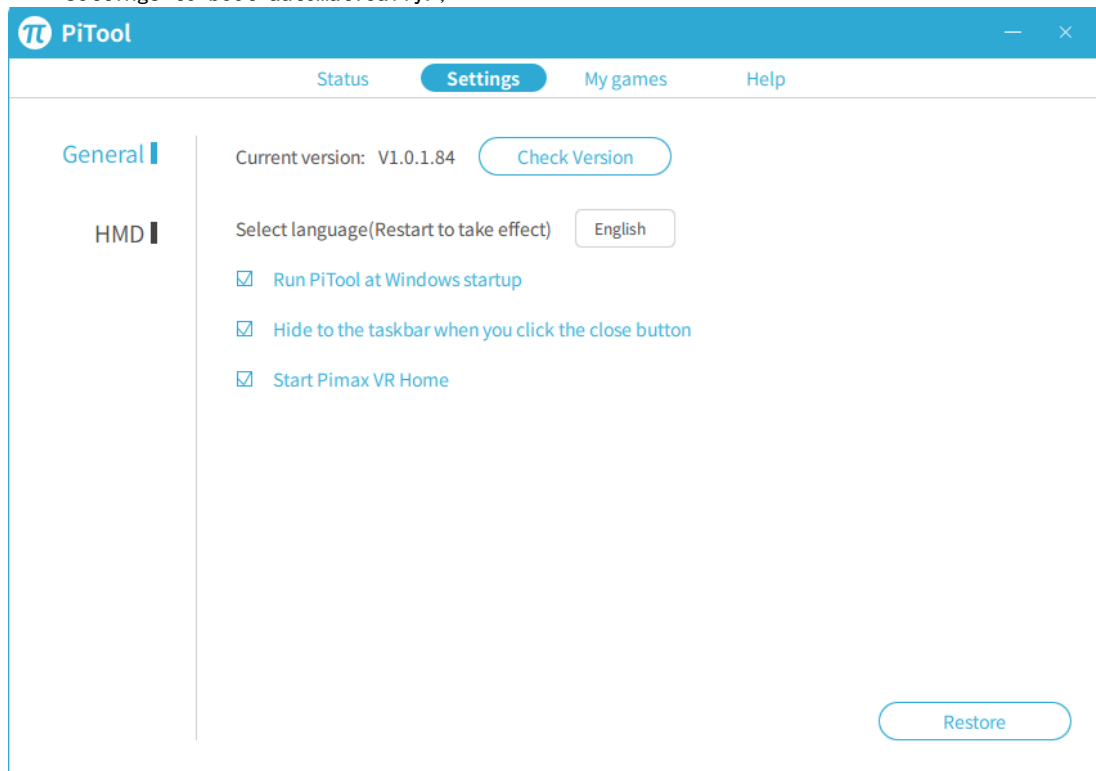 π PiTool
Status Settings My games Help
General
Current version: V1.0.1.84 Check Version
HMD
Select language(Restart to take effect) English
Run PiTool at Windows startup
Hide to the taskbar when you click the close button
Start Pimax VR Home
Restore